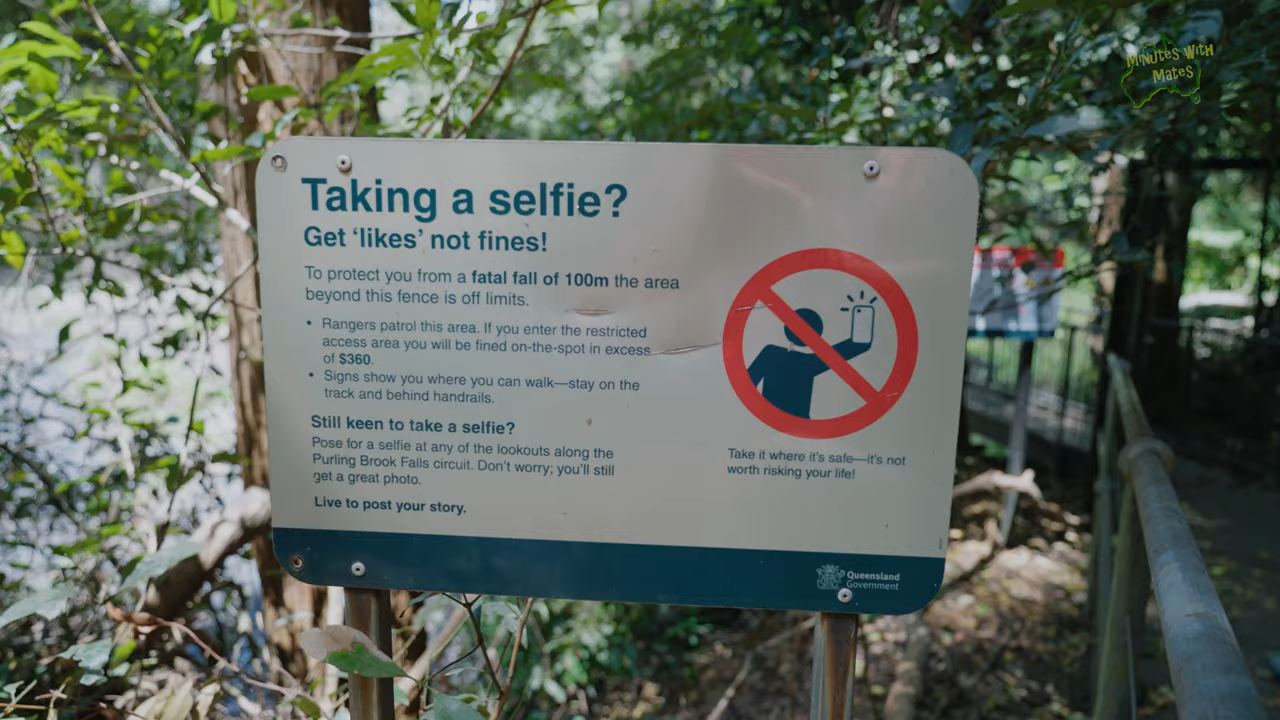 Minutes With
Mates
Taking a selfie?
Get ‘likes’ not fines!
To protect you from a fatal fall of 100m the area
beyond this fence is off limits.
• Rangers patrol this area. If you enter the restricted
access area you will be fined on-the-spot in excess
of $360.
• Signs show you where you can walk—stay on the
track and behind handrails.
Still keen to take a selfie?
Pose for a selfie at any of the lookouts along the
Purling Brook Falls circuit. Don’t worry; you’ll still
get a great photo.
Live to post your story.
Take it where it’s safe—it’s not
worth risking your life!
Queensland
Government